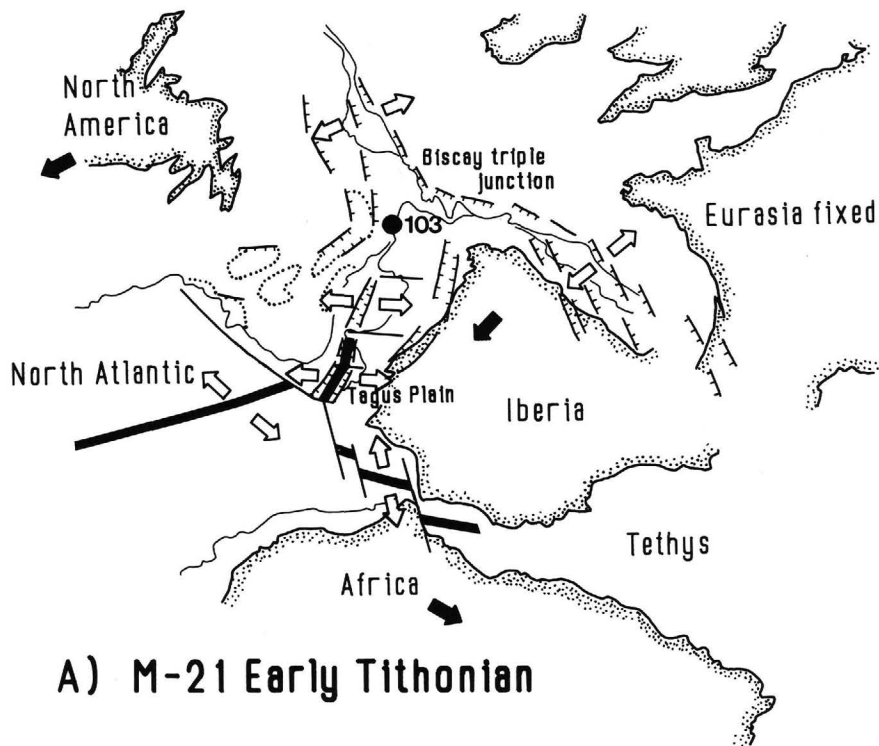 North
America
Biscay triple
junction
103
Eurasia fixed
North Atlantic
Tagus Plain
Iberia
Tethys
Africa
A) M-21 Early Tithonian